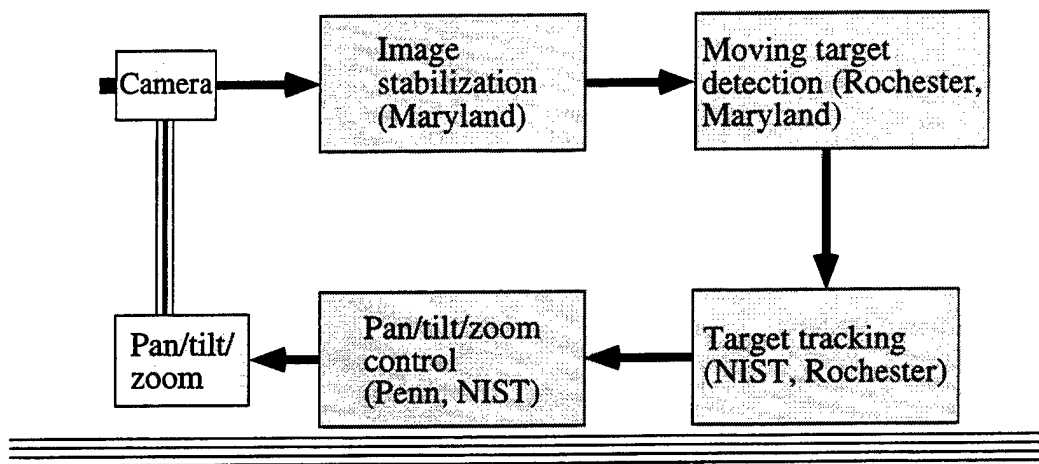 Camera
Image
stabilization
(Maryland)
Moving target
detection (Rochester,
Maryland)
Pan/tilt/
zoom
Pan/tilt/zoom
control
(Penn, NIST)
Target tracking
(NIST, Rochester)